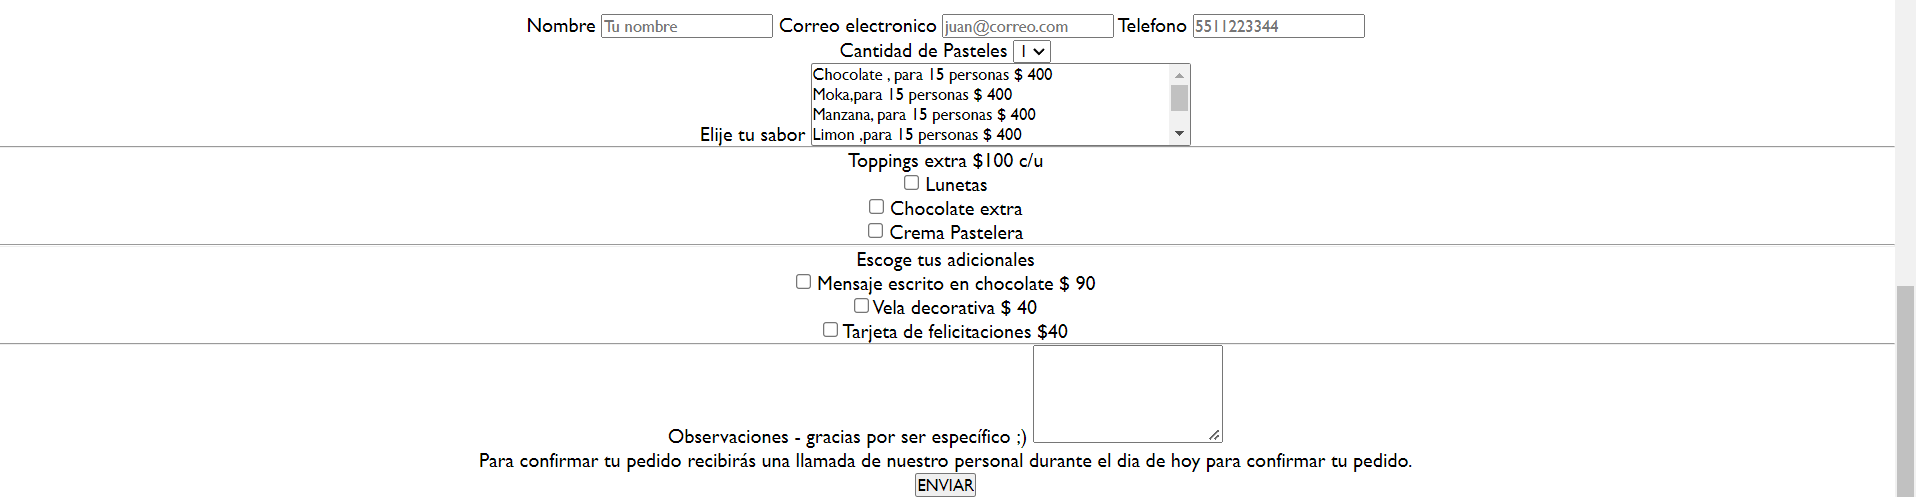 Nombre Tu nombre Correo electronico juan@correo.com Telefono 5511223344
Cantidad de Pasteles 1
Chocolate , para 15 personas $ 400
Moka,para 15 personas $ 400
Manzana, para 15 personas $ 400
Elije tu sabor Limon ,para 15 personas $ 400
Toppings extra $100 c/u
Lunetas
Chocolate extra
Crema Pastelera
Escoge tus adicionales
Mensaje escrito en chocolate $ 90
Vela decorativa $ 40
Tarjeta de felicitaciones $40
Observaciones - gracias por ser específico ;)
Para confirmar tu pedido recibirás una llamada de nuestro personal durante el dia de hoy para confirmar tu pedido.
ENVIAR